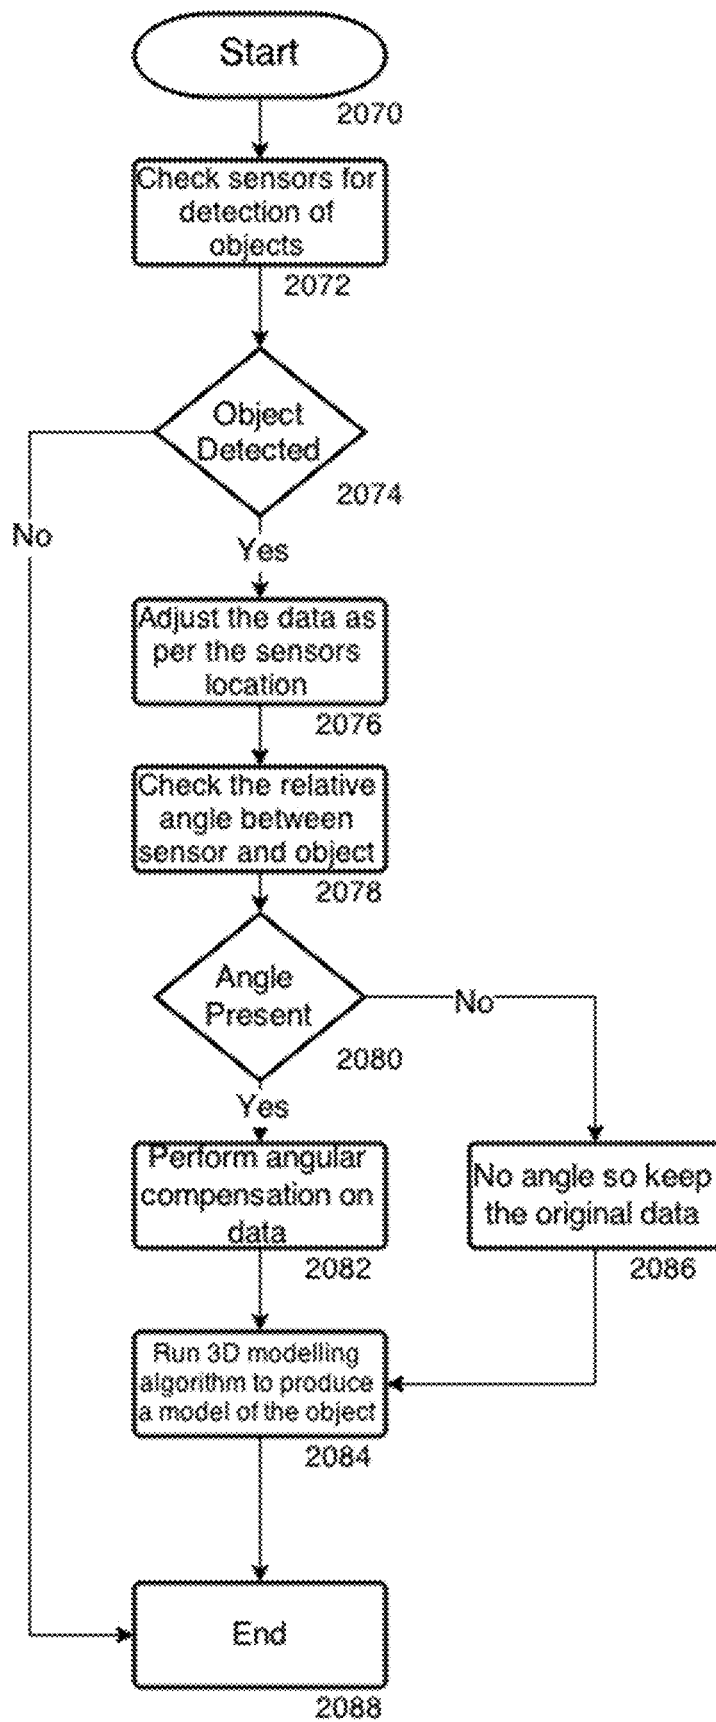 Start
2070
Check sensors for
detection of
objects
2072
Object
Detected
2074
No
Yes
Adjust the data as
per the sensors
location
2076
Check the relative
angle between
sensor and object
2078
Angle
Present
No
2080
Yes
Perform angular
compensation on
data
2082
No angle so keep
the original data
2086
Run 3D modelling
algorithm to produce
a model of the object
2084
End
2088